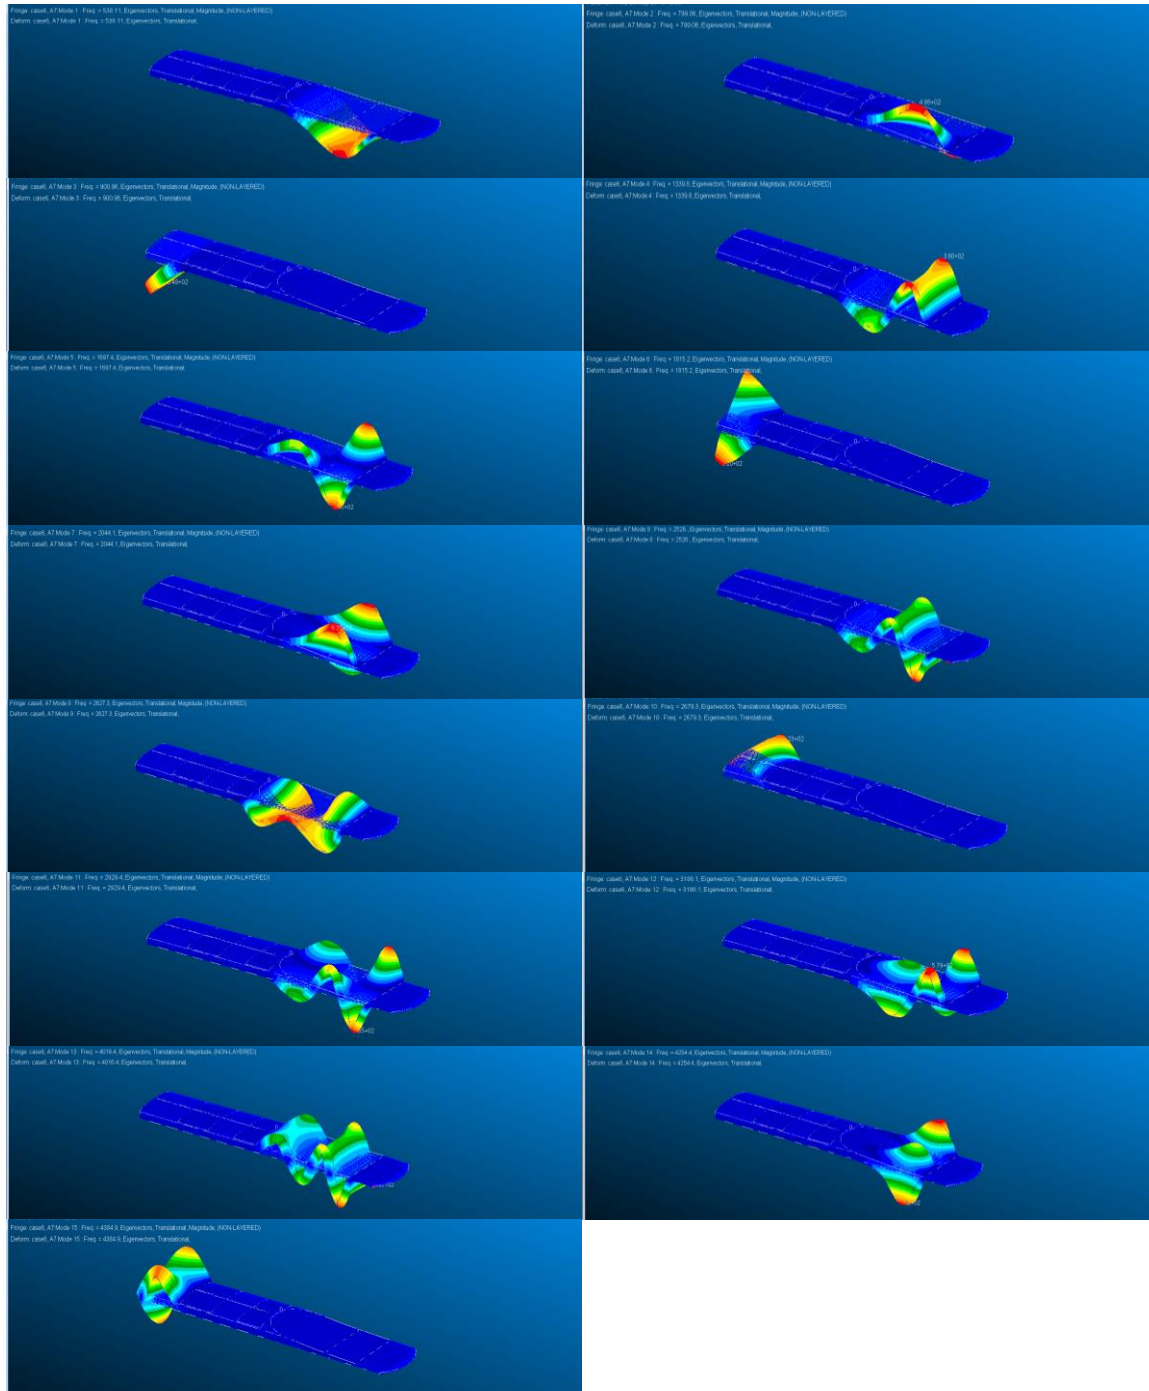 Fringe: case6, A7:Mode 1 : Freq. = 538.11, Eigenvectors, Translational, Magnitude, (NON-LAYERED)
Deform: case6, A7:Mode 1 : Freq. = 538.11, Eigenvectors, Translational,
Fringe: case6, A7:Mode 2 : Freq. = 799.06, Eigenvectors, Translational, Magnitude, (NON-LAYERED)
Deform: case6, A7:Mode 2 : Freq. = 799.06, Eigenvectors, Translational,
4.86+02
Fringe: case6, A7:Mode 3 : Freq. = 900.96, Eigenvectors, Translational, Magnitude, (NON-LAYERED)
Deform: case6, A7:Mode 3 : Freq. = 900.96, Eigenvectors, Translational,
Fringe: case6, A7:Mode 4 : Freq. = 1339.8, Eigenvectors, Translational, Magnitude, (NON-LAYERED)
Deform: case6, A7:Mode 4 : Freq. = 1339.8, Eigenvectors, Translational,
3.80+02
Fringe: case6, A7:Mode 5 : Freq. = 1697.4, Eigenvectors, Translational, Magnitude, (NON-LAYERED)
Deform: case6, A7:Mode 5 : Freq. = 1697.4, Eigenvectors, Translational,
Fringe: case6, A7:Mode 6 : Freq. = 1815.2, Eigenvectors, Translational, Magnitude, (NON-LAYERED)
Deform: case6, A7:Mode 6 : Freq. = 1815.2, Eigenvectors, Translational,
Fringe: case6, A7:Mode 7 : Freq. = 2044.1, Eigenvectors, Translational, Magnitude, (NON-LAYERED)
Deform: case6, A7:Mode 7 : Freq. = 2044.1, Eigenvectors, Translational,
Fringe: case6, A7:Mode 8 : Freq. = 2526., Eigenvectors, Translational, Magnitude, (NON-LAYERED)
Deform: case6, A7:Mode 8 : Freq. = 2526., Eigenvectors, Translational,
Fringe: case6, A7:Mode 9 : Freq. = 2627.3, Eigenvectors, Translational, Magnitude, (NON-LAYERED)
Deform: case6, A7:Mode 9 : Freq. = 2627.3, Eigenvectors, Translational,
Fringe: case6, A7:Mode 10 : Freq. = 2679.3, Eigenvectors, Translational, Magnitude, (NON-LAYERED)
Deform: case6, A7:Mode 10 : Freq. = 2679.3, Eigenvectors, Translational,
Fringe: case6, A7:Mode 11 : Freq. = 2929.4, Eigenvectors, Translational, Magnitude, (NON-LAYERED)
Deform: case6, A7:Mode 11 : Freq. = 2929.4, Eigenvectors, Translational,
Fringe: case6, A7:Mode 12 : Freq. = 3186.1, Eigenvectors, Translational, Magnitude, (NON-LAYERED)
Deform: case6, A7:Mode 12 : Freq. = 3186.1, Eigenvectors, Translational,
Fringe: case6, A7:Mode 13 : Freq. = 4016.4, Eigenvectors, Translational, Magnitude, (NON-LAYERED)
Deform: case6, A7:Mode 13 : Freq. = 4016.4, Eigenvectors, Translational,
Fringe: case6, A7:Mode 14 : Freq. = 4254.4, Eigenvectors, Translational, Magnitude, (NON-LAYERED)
Deform: case6, A7:Mode 14 : Freq. = 4254.4, Eigenvectors, Translational,
Fringe: case6, A7:Mode 15 : Freq. = 4384.9, Eigenvectors, Translational, Magnitude, (NON-LAYERED)
Deform: case6, A7:Mode 15 : Freq. = 4384.9, Eigenvectors, Translational,